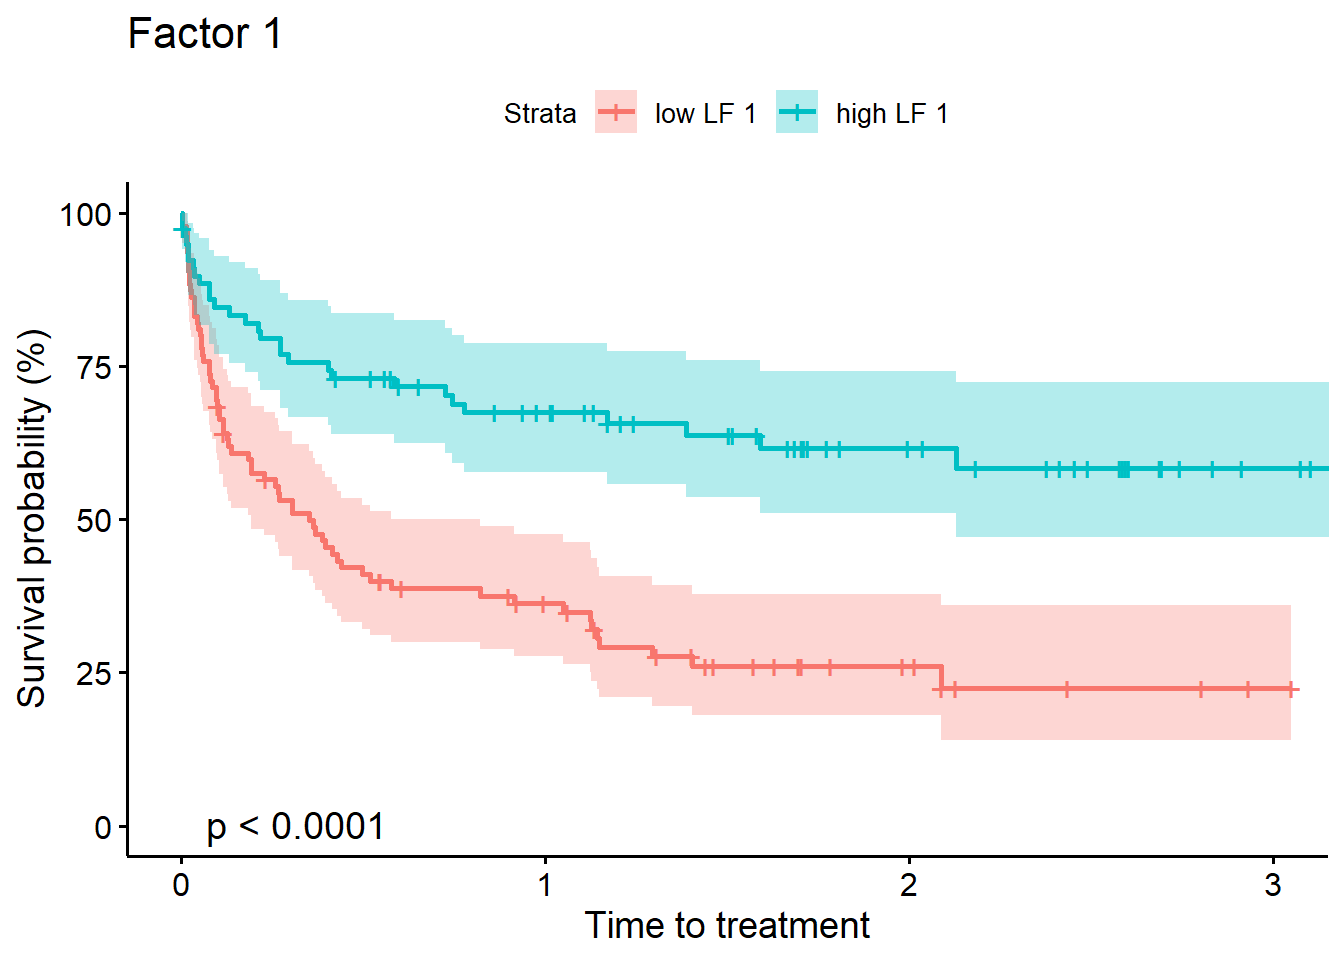 Factor 1
Strata low LF 1 high LF 1
Survival probability (%)
100
75
50
25
0
p < 0.0001
0 1 2 3
Time to treatment